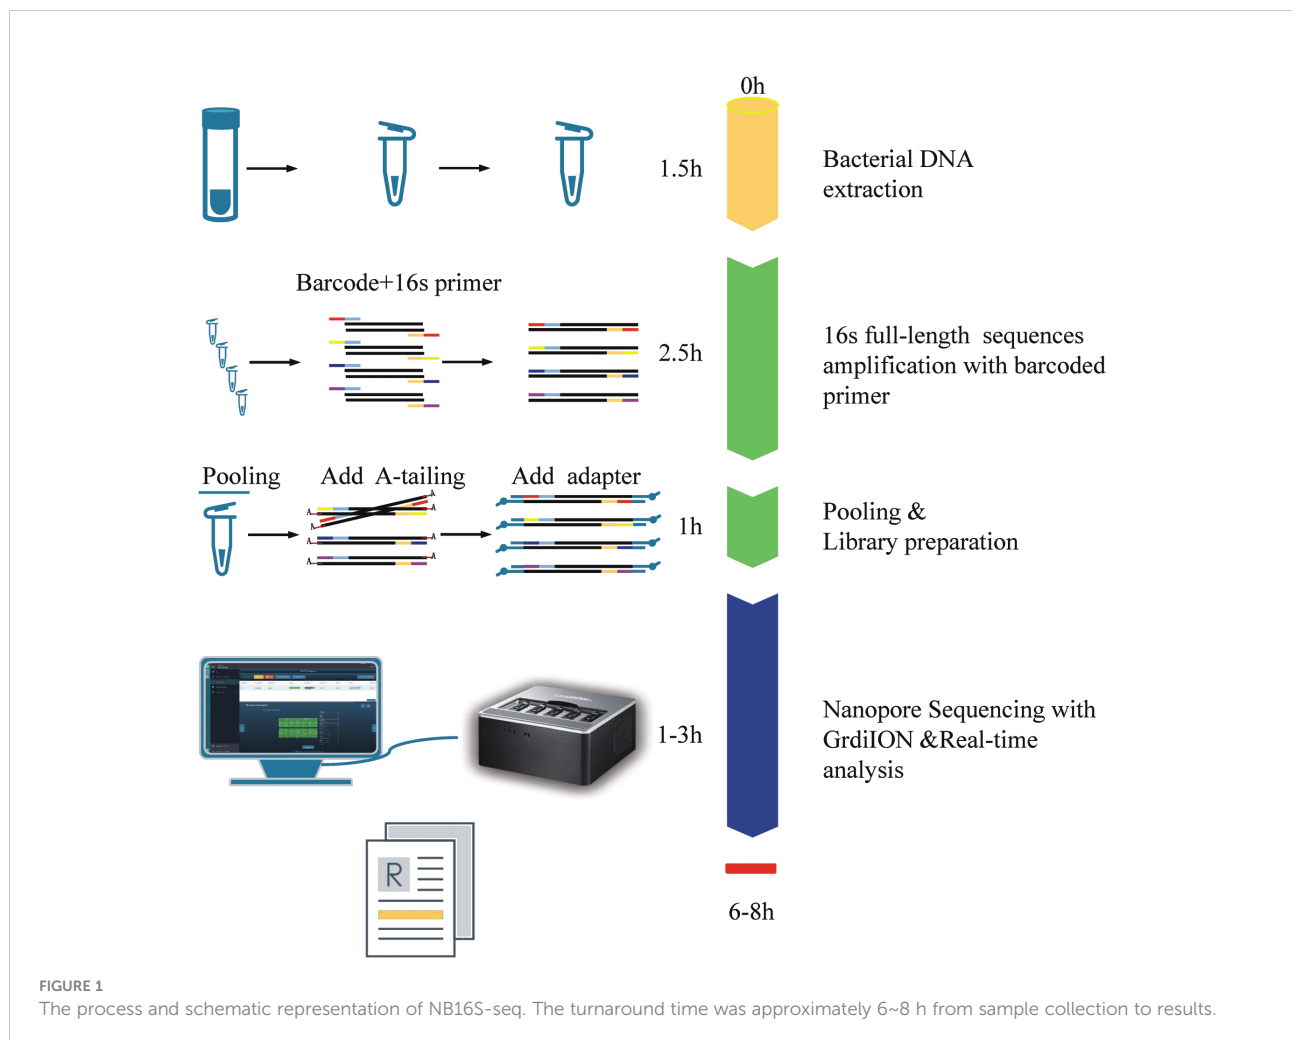 0h
1.5h
Bacterial DNA
extraction
Barcode+16s primer
2.5h
16s full-length sequences
amplification with barcoded
primer
Pooling
Add A-tailing
Add adapter
A
A
A
A
A
A
A
1h
Pooling &
Library preparation
1-3h
Nanopore Sequencing with
GrdiION &Real-time
analysis
R
6-8h
FIGURE 1
The process and schematic representation of NB16S-seq. The turnaround time was approximately 6~8 h from sample collection to results.